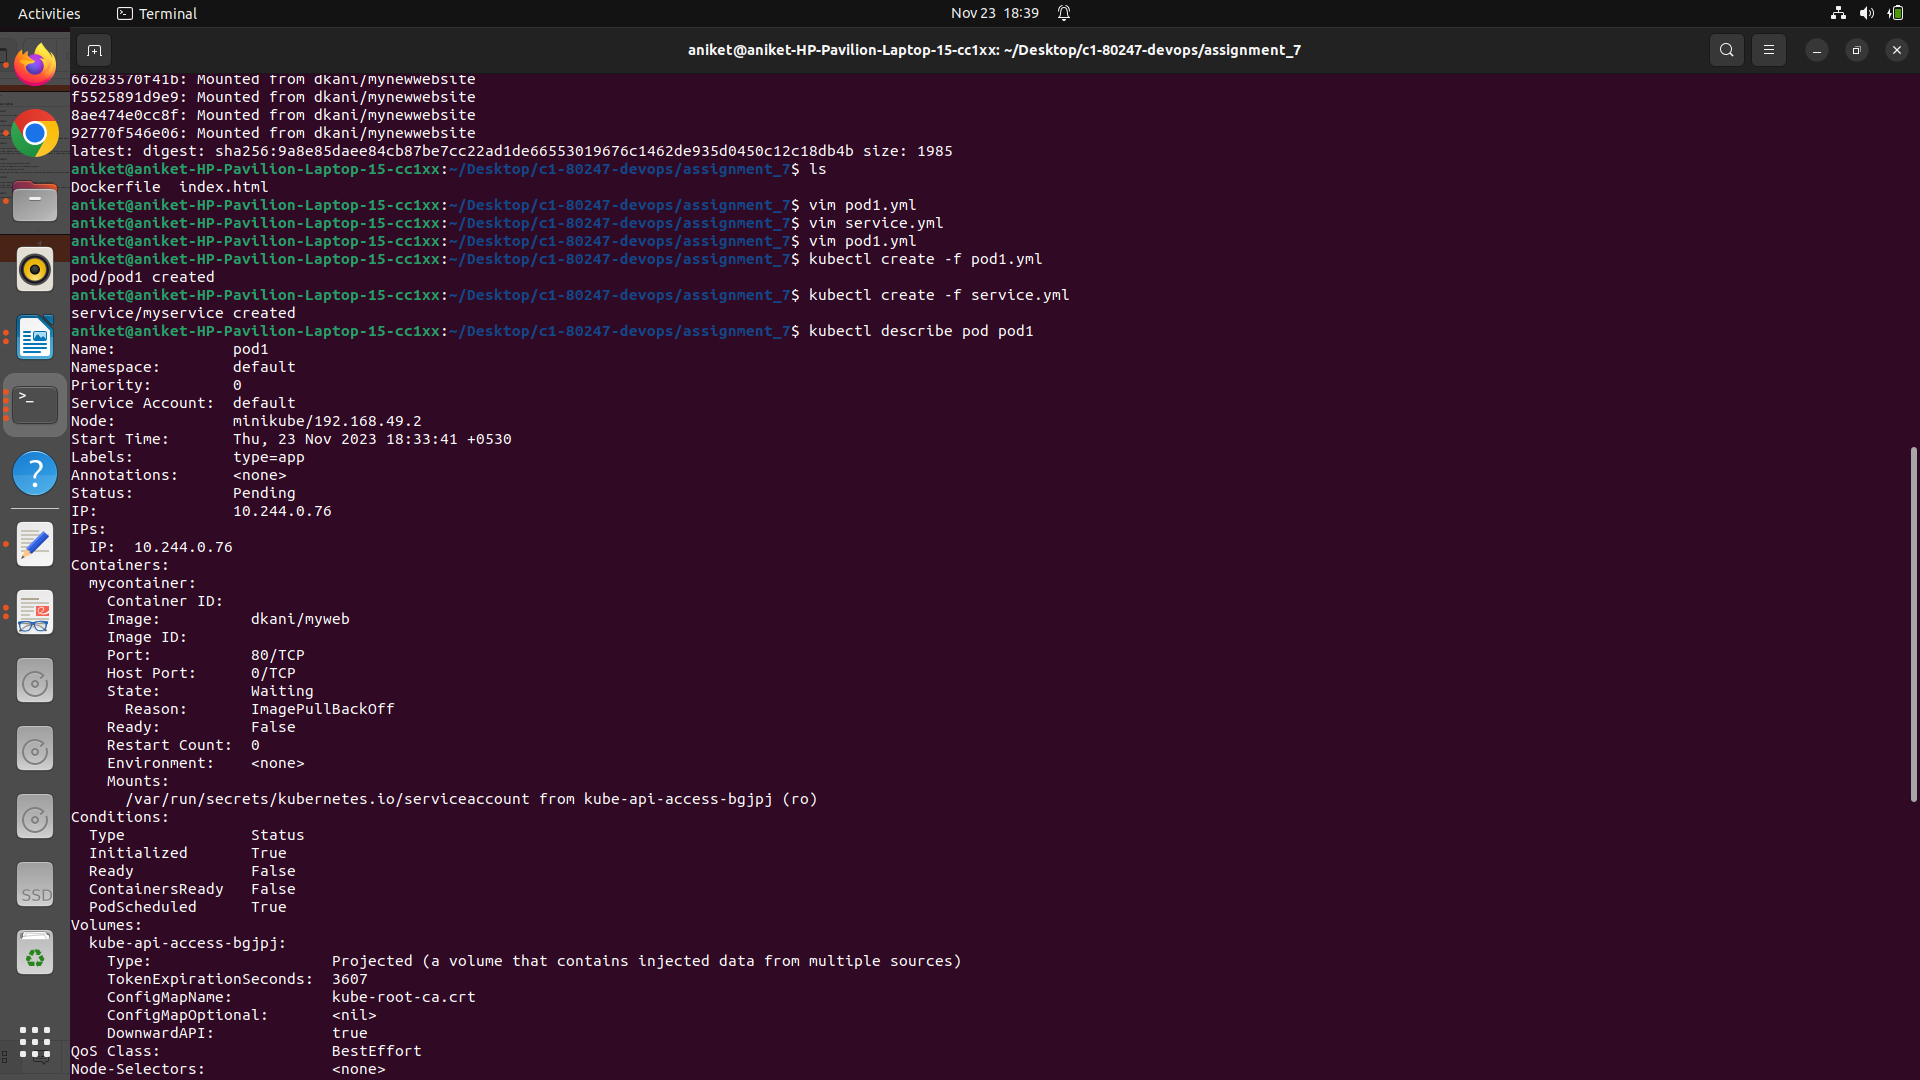 Activities
Terminal
Nov 23 18:39
aniket@aniket-HP-Pavilion-Laptop-15-cc1xx: ~/Desktop/c1-80247-devops/assignment_7
66283570f41b: Mounted from dkani/mynewwebsite
f5525891d9e9: Mounted from dkani/mynewwebsite
8ae474e0cc8f: Mounted from dkani/mynewwebsite
92770f546e06: Mounted from dkani/mynewwebsite
latest: digest: sha256:9a8e85daee84cb87be7cc22ad1de66553019676c1462de935d0450c12c18db4b size: 1985
aniket@aniket-HP-Pavilion-Laptop-15-cc1xx:~/Desktop/c1-80247-devops/assignment_7$ ls
Dockerfile  index.html
aniket@aniket-HP-Pavilion-Laptop-15-cc1xx:~/Desktop/c1-80247-devops/assignment_7$ vim pod1.yml
aniket@aniket-HP-Pavilion-Laptop-15-cc1xx:~/Desktop/c1-80247-devops/assignment_7$ vim service.yml
aniket@aniket-HP-Pavilion-Laptop-15-cc1xx:~/Desktop/c1-80247-devops/assignment_7$ vim pod1.yml
aniket@aniket-HP-Pavilion-Laptop-15-cc1xx:~/Desktop/c1-80247-devops/assignment_7$ kubectl create -f pod1.yml
pod/pod1 created
aniket@aniket-HP-Pavilion-Laptop-15-cc1xx:~/Desktop/c1-80247-devops/assignment_7$ kubectl create -f service.yml
service/myservice created
aniket@aniket-HP-Pavilion-Laptop-15-cc1xx:~/Desktop/c1-80247-devops/assignment_7$ kubectl describe pod pod1
Name:             pod1
Namespace:        default
Priority:         0
Service Account:  default
Node:             minikube/192.168.49.2
Start Time:       Thu, 23 Nov 2023 18:33:41 +0530
Labels:           type=app
Annotations:      <none>
Status:           Pending
IP:               10.244.0.76
IPs:
  IP:  10.244.0.76
Containers:
  mycontainer:
    Container ID:
    Image:          dkani/myweb
    Image ID:
    Port:           80/TCP
    Host Port:      0/TCP
    State:          Waiting
      Reason:       ImagePullBackOff
    Ready:          False
    Restart Count:  0
    Environment:    <none>
    Mounts:
      /var/run/secrets/kubernetes.io/serviceaccount from kube-api-access-bgjpj (ro)
Conditions:
  Type              Status
  Initialized       True
  Ready             False
  ContainersReady   False
  PodScheduled      True
Volumes:
  kube-api-access-bgjpj:
    Type:                    Projected (a volume that contains injected data from multiple sources)
    TokenExpirationSeconds:  3607
    ConfigMapName:           kube-root-ca.crt
    ConfigMapOptional:       <nil>
    DownwardAPI:             true
QoS Class:                   BestEffort
Node-Selectors:              <none>
SSD